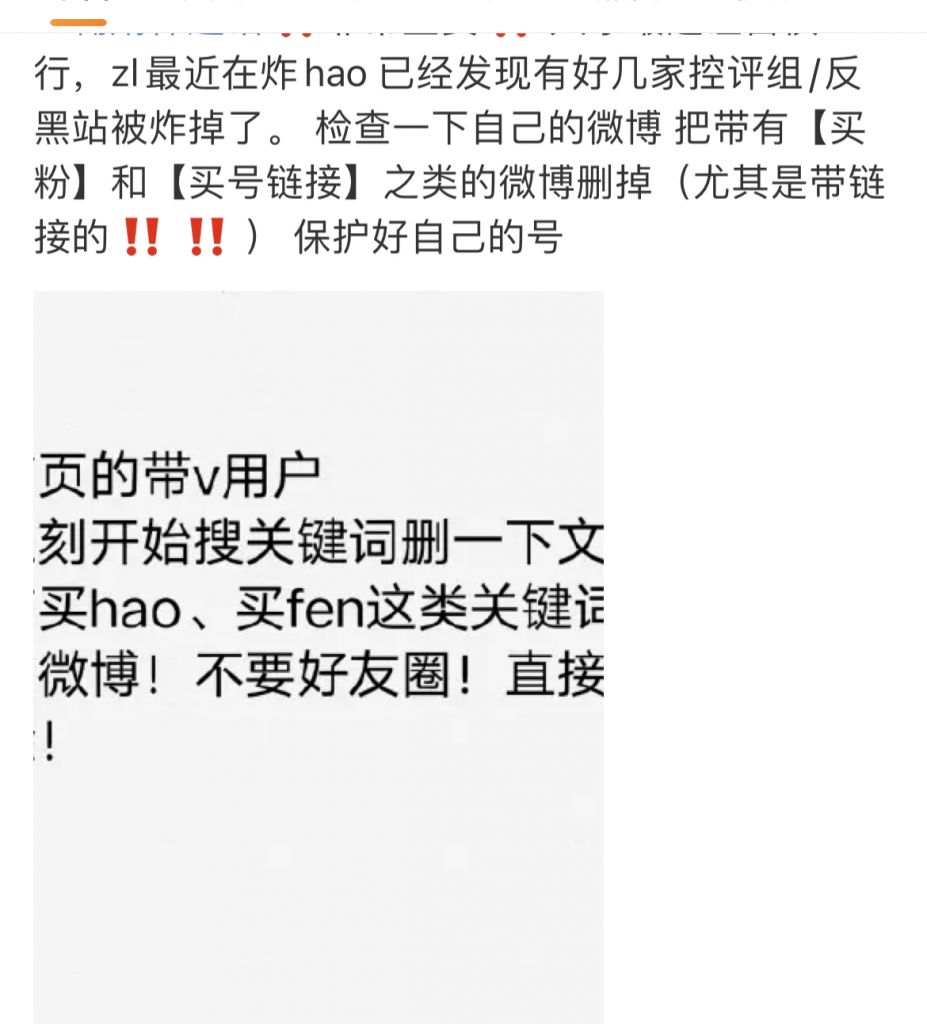 行，zl最近在炸hao 已经发现有好几家控评组/反
黑站被炸掉了。 检查一下自己的微博 把带有【买
粉】和【买号链接】之类的微博删掉（尤其是带链
接的‼️ ‼️） 保护好自己的号
页的带v用户
刻开始搜关键词删一下文
买hao、买fen这类关键词
微博！不要好友圈！直接
！